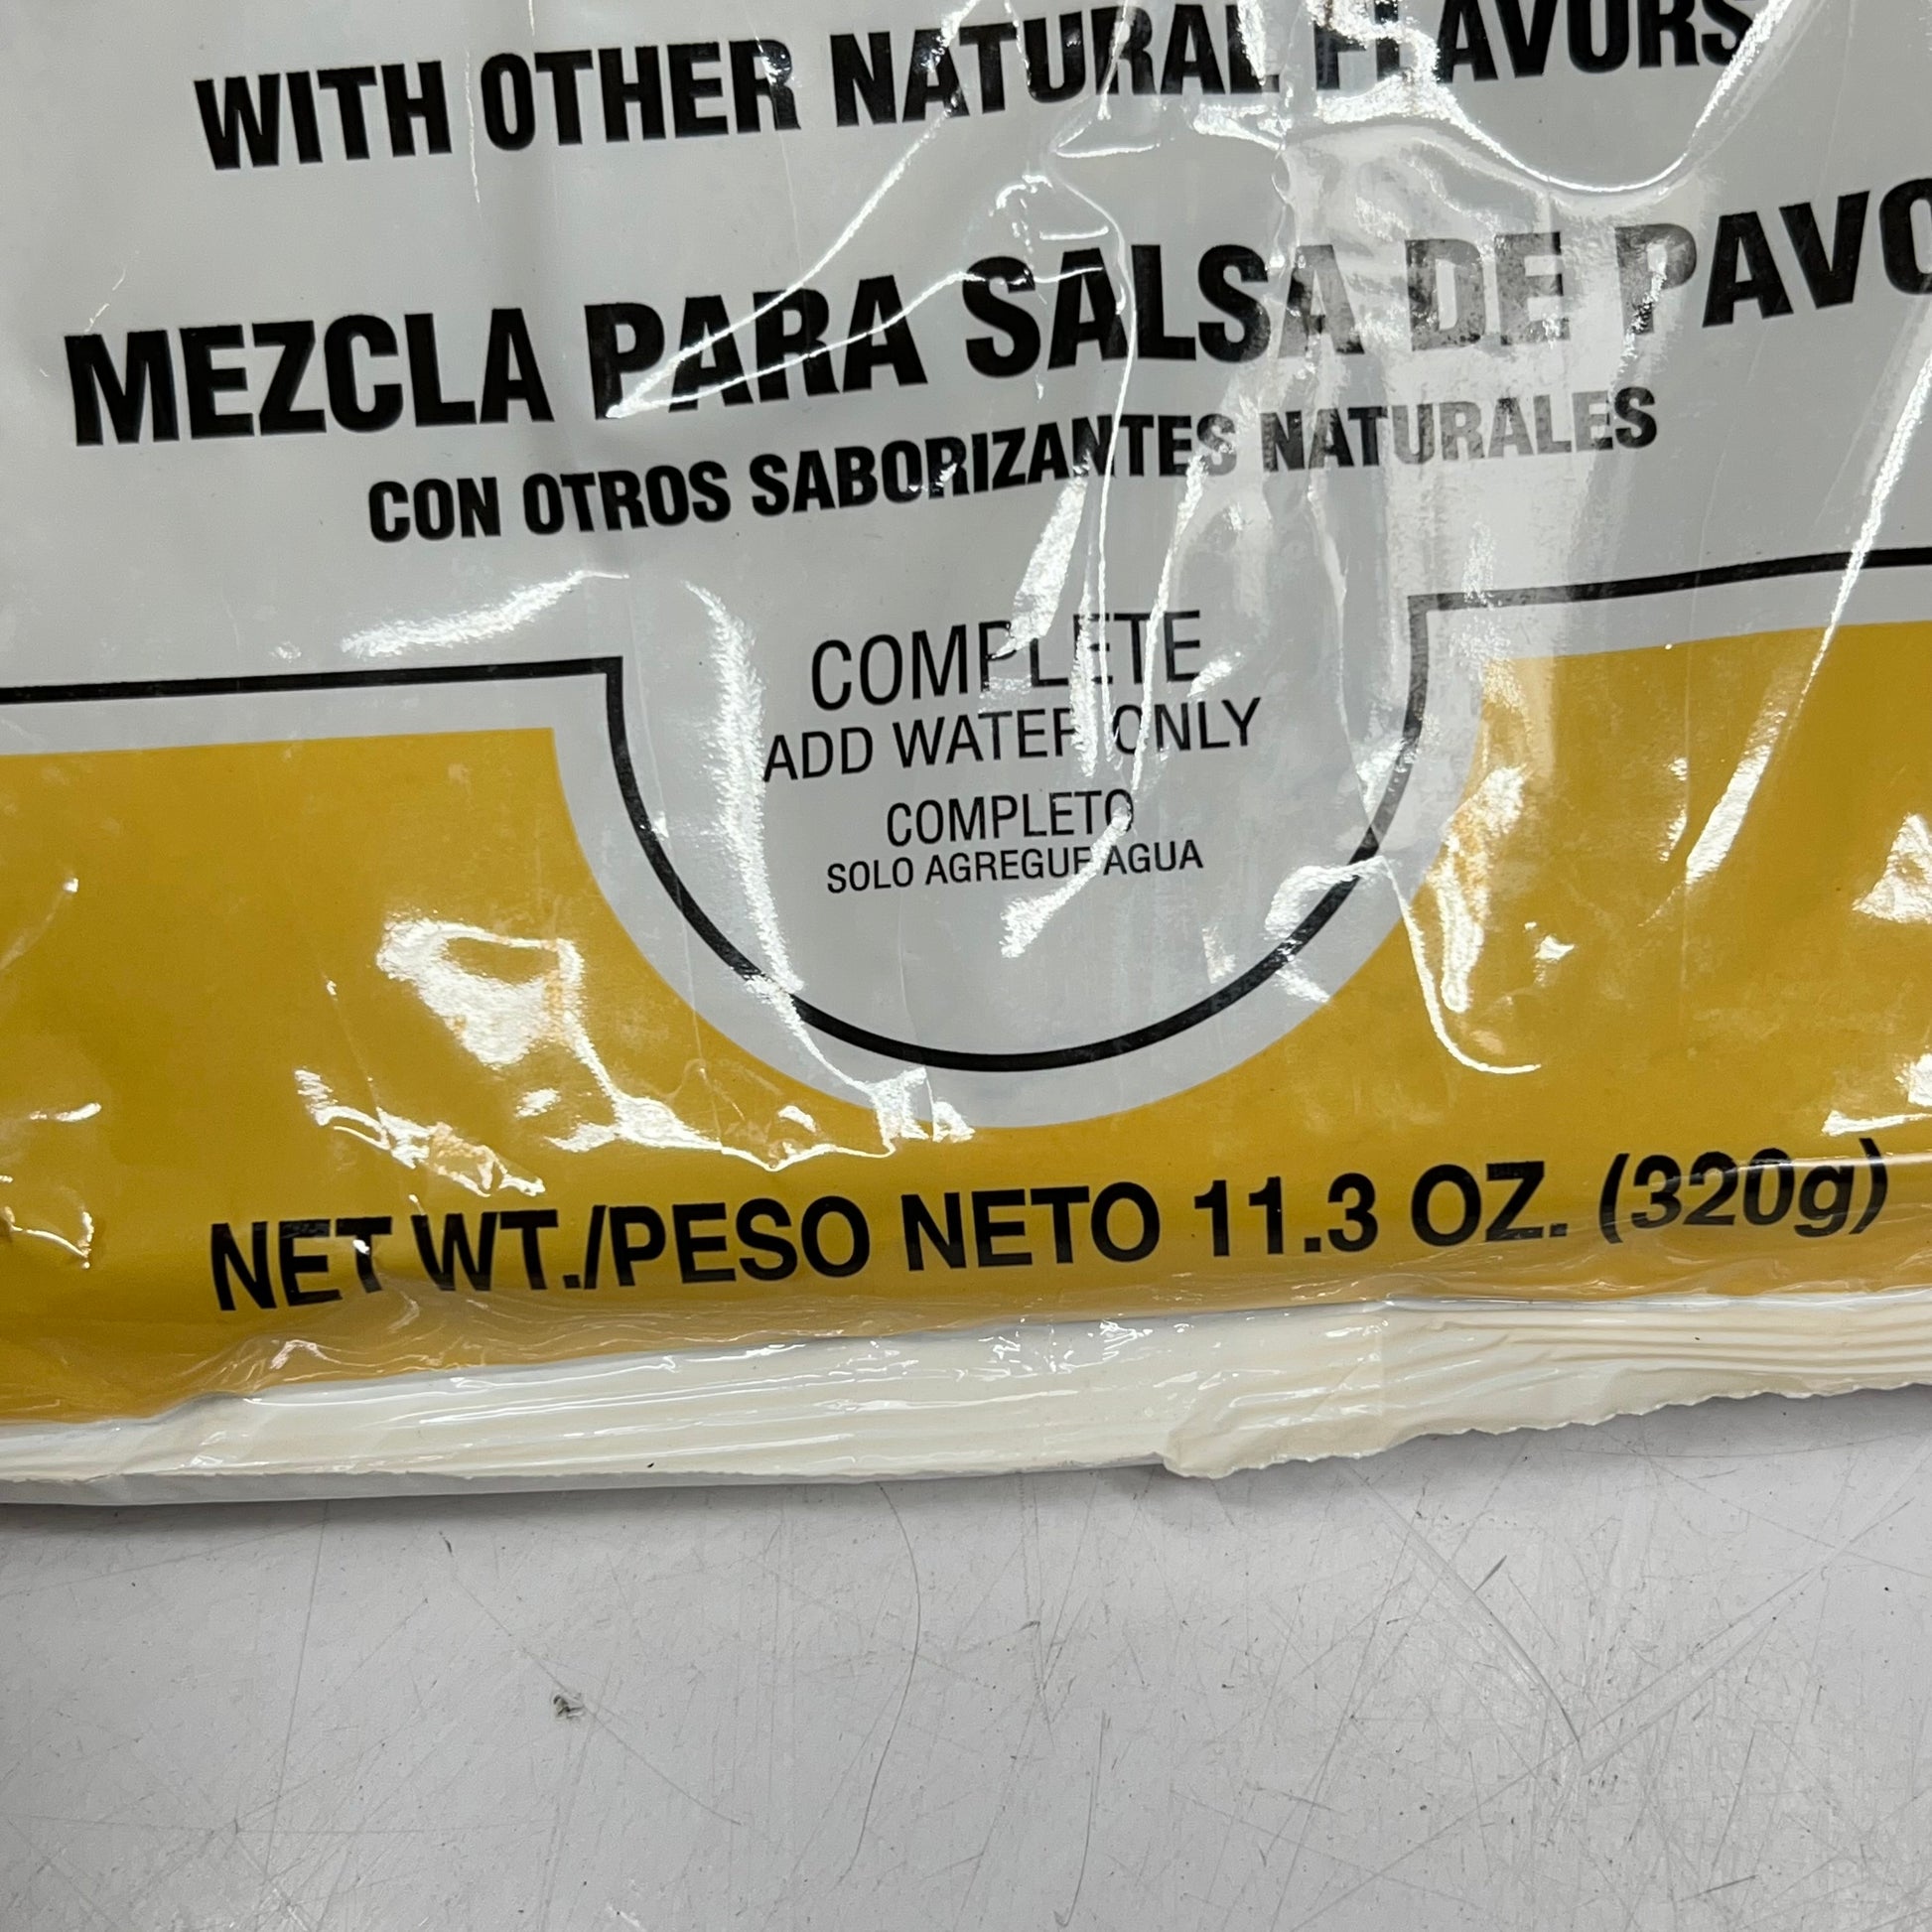 WITH OTHER NATURAL FLAVORS
MEZCLA PARA SALSA DE PAVO
CON OTROS SABORIZANTES NATURALES
COMPLETE
ADD WATER ONLY
COMPLETO
SOLO AGREGUE AGUA
NET WT./PESO NETO 11.3 OZ. (320g)